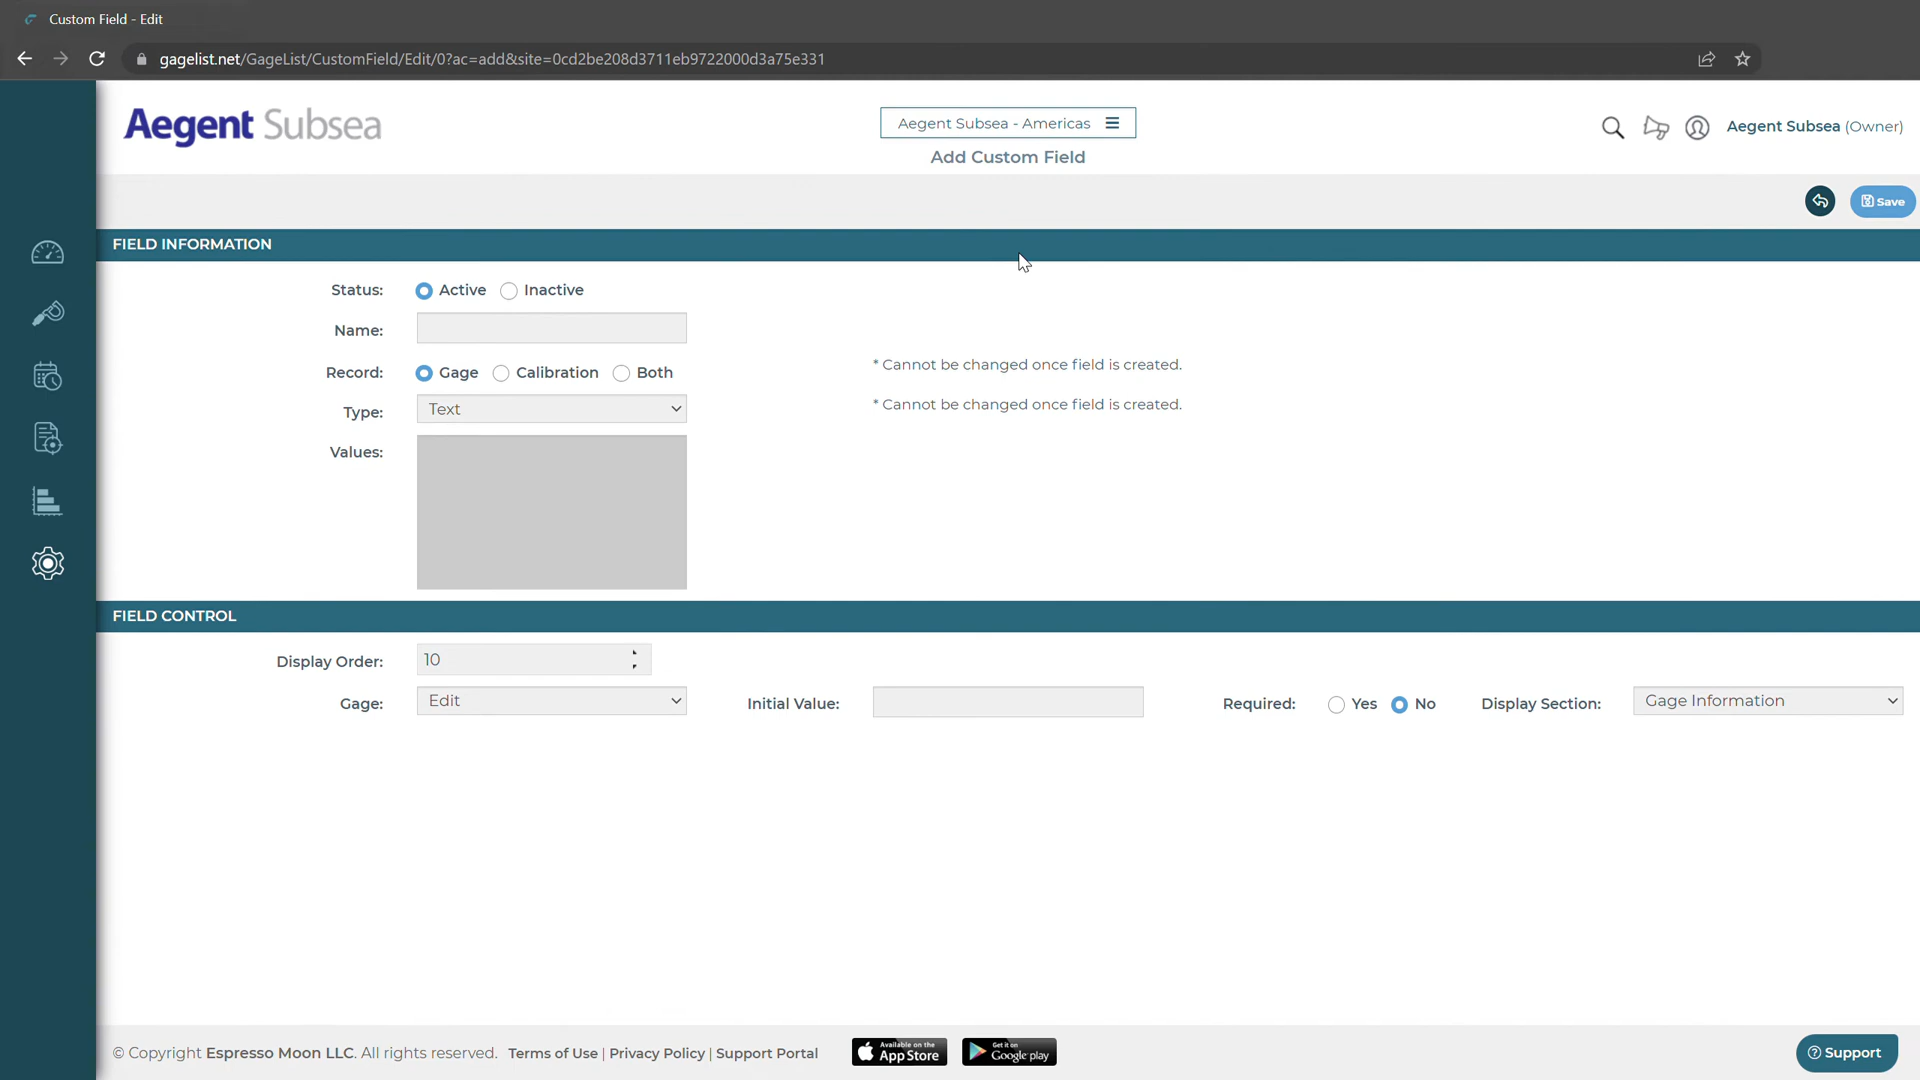 Custom Field - Edit
gagelist.net/GageList/CustomField/Edit/0?ac=add&site=0cd2be208d3711eb9722000d3a75e331
Aegent Subsea
Aegent Subsea - Americas
Add Custom Field
Aegent Subsea (Owner)
Save
FIELD INFORMATION
Status: Active Inactive
Name:
Record: Gage Calibration Both * Cannot be changed once field is created.
Type: Text * Cannot be changed once field is created.
Values:
FIELD CONTROL
Display Order: 10
Gage: Edit Initial Value: Required: Yes No Display Section: Gage Information
© Copyright Espresso Moon LLC. All rights reserved. Terms of Use | Privacy Policy | Support Portal
Available on the
App Store
Get it on
Google play
Support